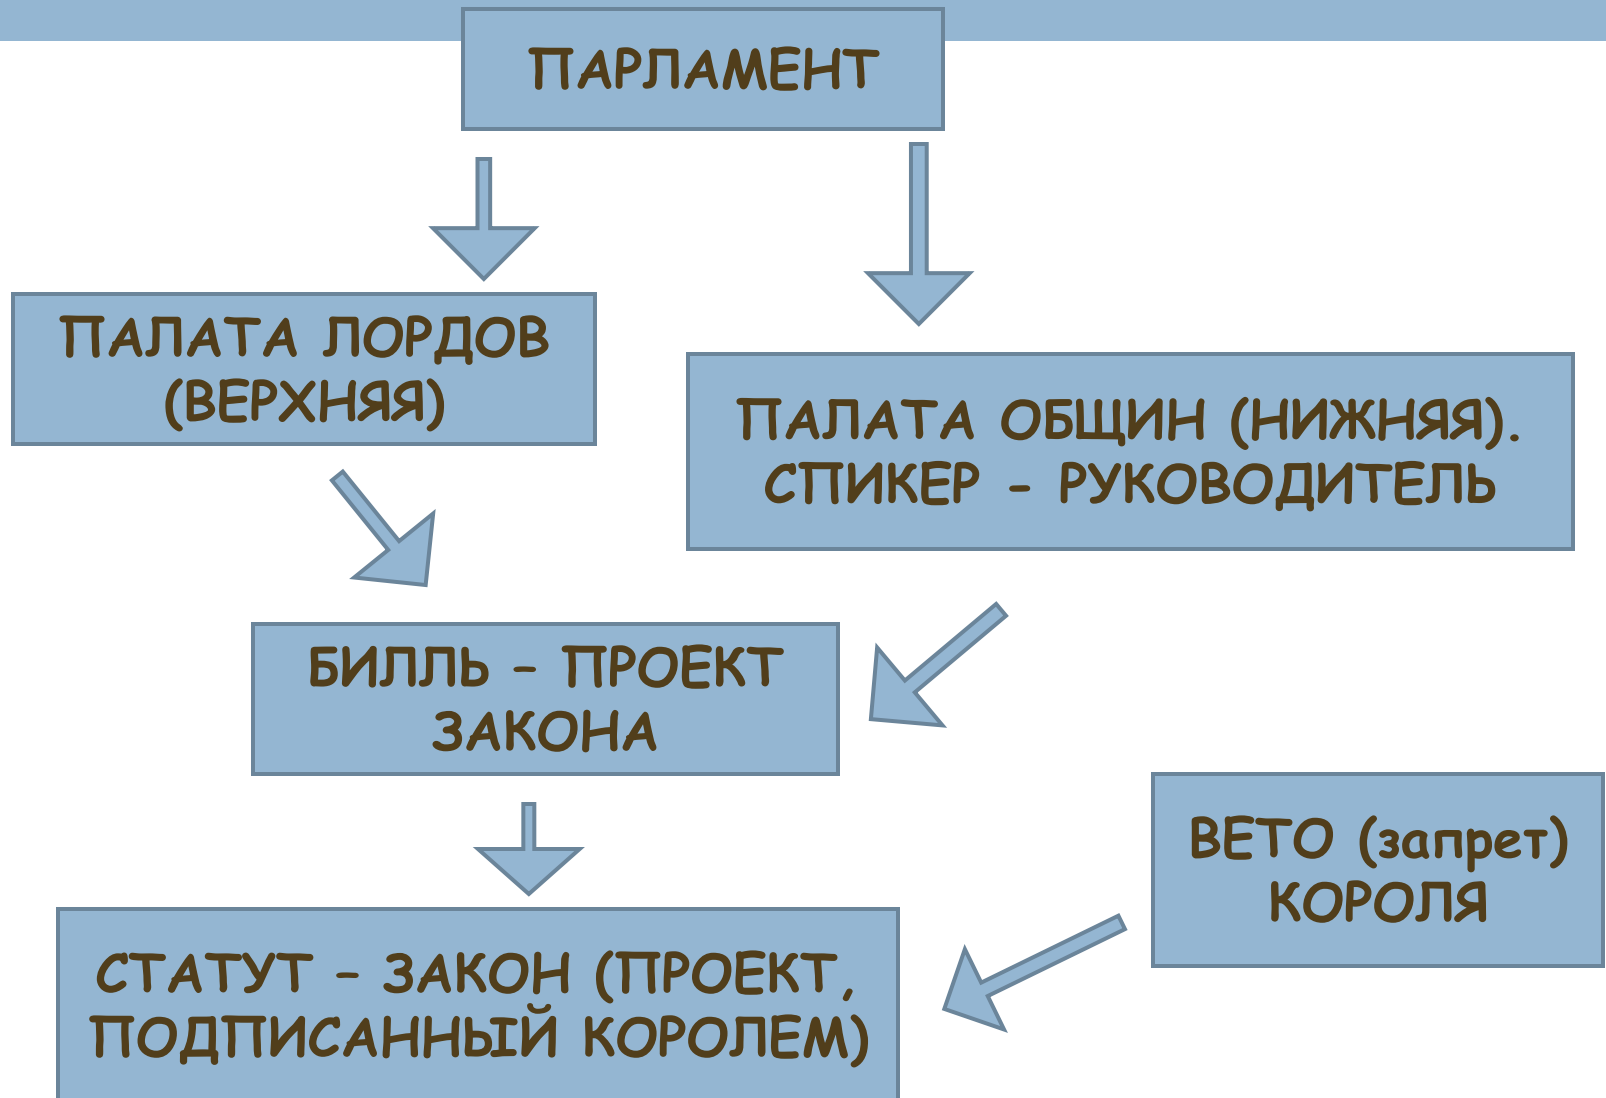 ПАРЛАМЕНТ
ПАЛАТА ЛОРДОВ
(ВЕРХНЯЯ)
ПАЛАТА ОБЩИН (НИЖНЯЯ).
СПИКЕР – РУКОВОДИТЕЛЬ
БИЛЛЬ – ПРОЕКТ
ЗАКОНА
ВЕТО (запрет)
КОРОЛЯ
СТАТУТ – ЗАКОН (ПРОЕКТ,
ПОДПИСАННЫЙ КОРОЛЕМ)